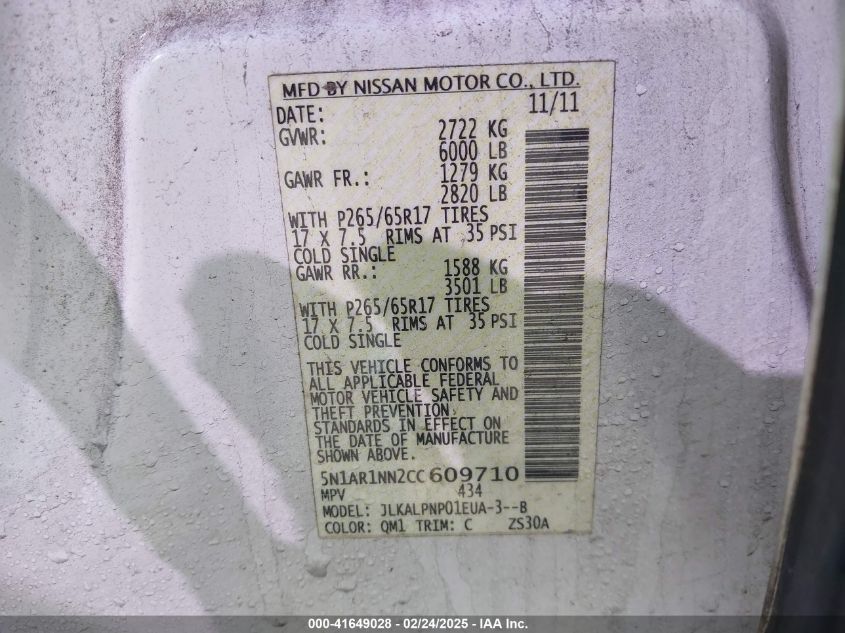 MFD BY NISSAN MOTOR CO., LTD.
DATE: 11/11
GVWR: 2722 KG
6000 LB
GAWR FR.: 1279 KG
2820 LB
WITH P265/65R17 TIRES
17 X 7.5 RIMS AT 35 PSI
COLD SINGLE
GAWR RR.: 1588 KG
3501 LB
WITH P265/65R17 TIRES
17 X 7.5 RIMS AT 35 PSI
COLD SINGLE
THIS VEHICLE CONFORMS TO
ALL APPLICABLE FEDERAL
MOTOR VEHICLE SAFETY AND
THEFT PREVENTION
STANDARDS IN EFFECT ON
THE DATE OF MANUFACTURE
SHOWN ABOVE.
5N1AR1NN2CC609710
MPV 434
MODEL: JLKALPNP01EUA-3--B
COLOR: QM1 TRIM: C ZS30A
000-41649028 - 02/24/2025 - IAA Inc.